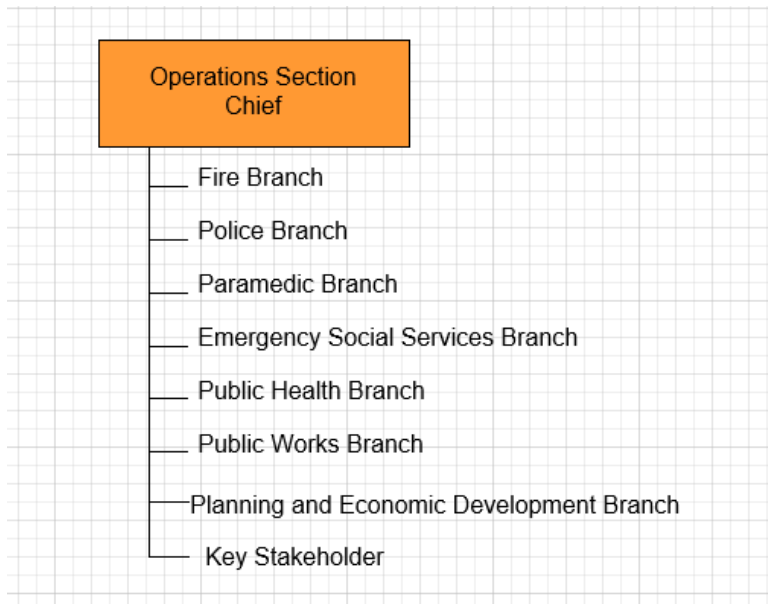 Operations Section
Chief
Fire Branch
Police Branch
Paramedic Branch
Emergency Social Services Branch
Public Health Branch
Public Works Branch
Planning and Economic Development Branch
Key Stakeholder